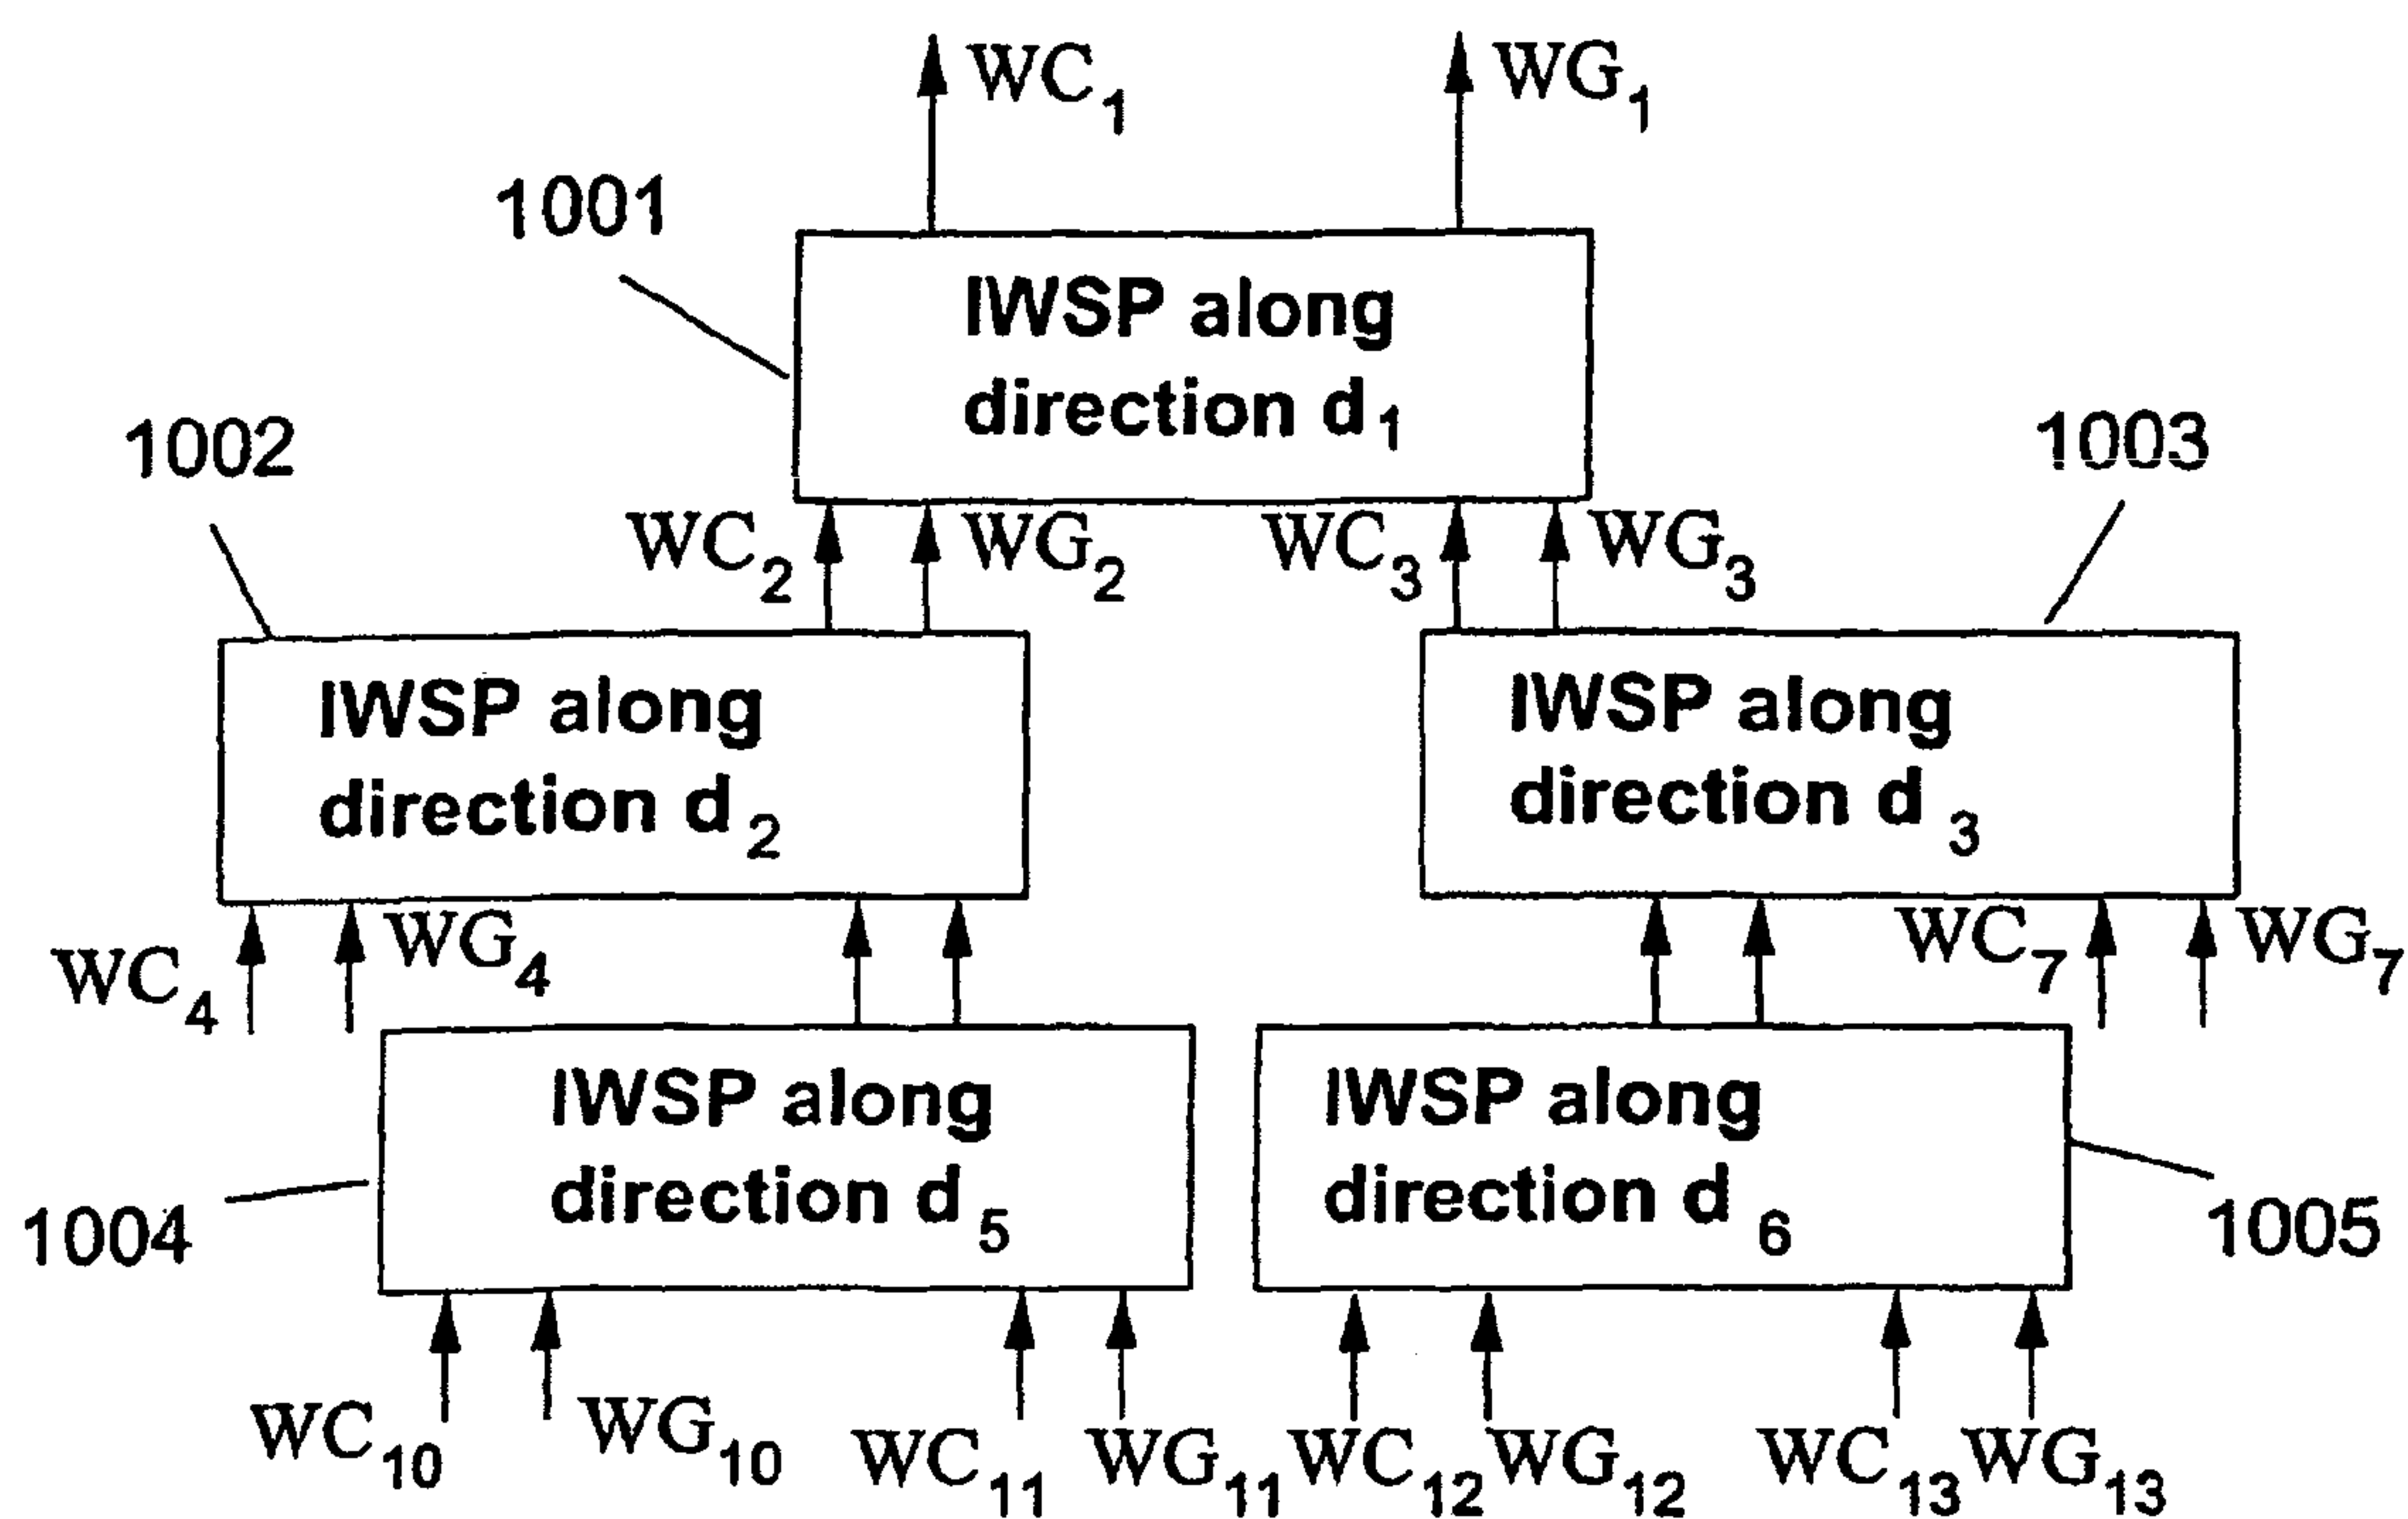 WC1 WG1
1001
IWSP along
direction d1
1002
1003
WC2 WG2 WC3 WG3
IWSP along
direction d2
IWSP along
direction d3
WC4 WG4
WC7 WG7
IWSP along
direction d5
IWSP along
direction d6
1004
1005
WC10 WG10 WC11 WG11 WC12 WG12 WC13 WG13